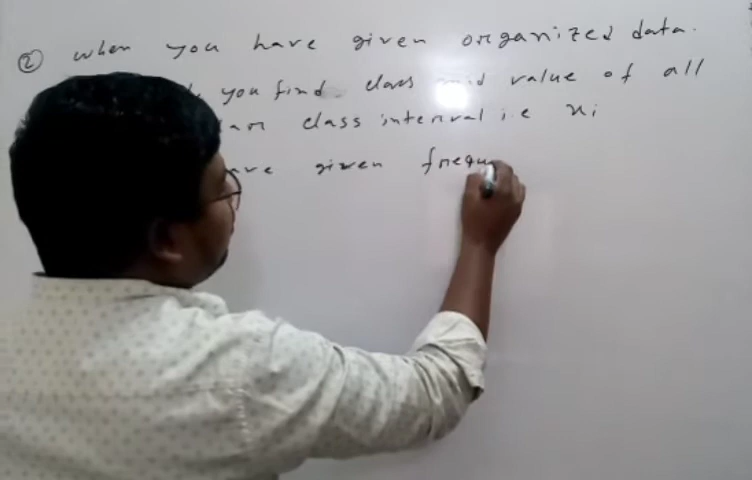 ② when you have given organized data.
you find class mid value of all
class interval i.e xi
given frequ